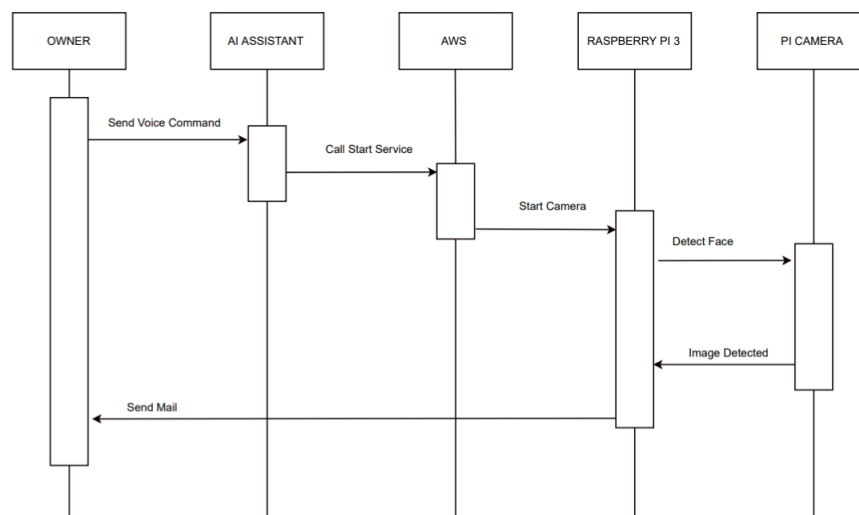 OWNER
AI ASSISTANT
AWS
RASPBERRY PI 3
PI CAMERA
Send Voice Command
Call Start Service
Start Camera
Detect Face
Image Detected
Send Mail